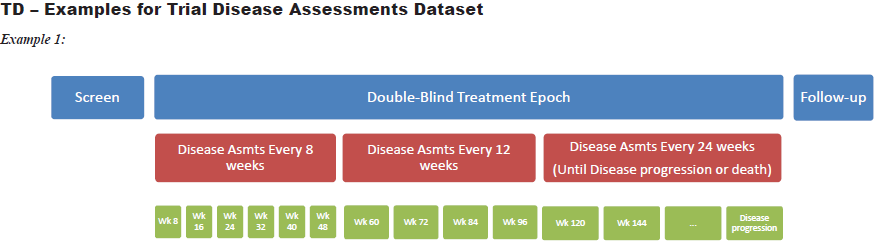 TD – Examples for Trial Disease Assessments Dataset
Example 1:
Screen
Double-Blind Treatment Epoch
Follow-up
Disease Asmts Every 8
weeks
Disease Asmts Every 12
weeks
Disease Asmts Every 24 weeks
(Until Disease progression or death)
Wk 8
Wk
16
Wk
24
Wk
32
Wk
40
Wk
48
Wk 60
Wk 72
Wk 84
Wk 96
Wk 120
Wk 144
...
Disease
progression